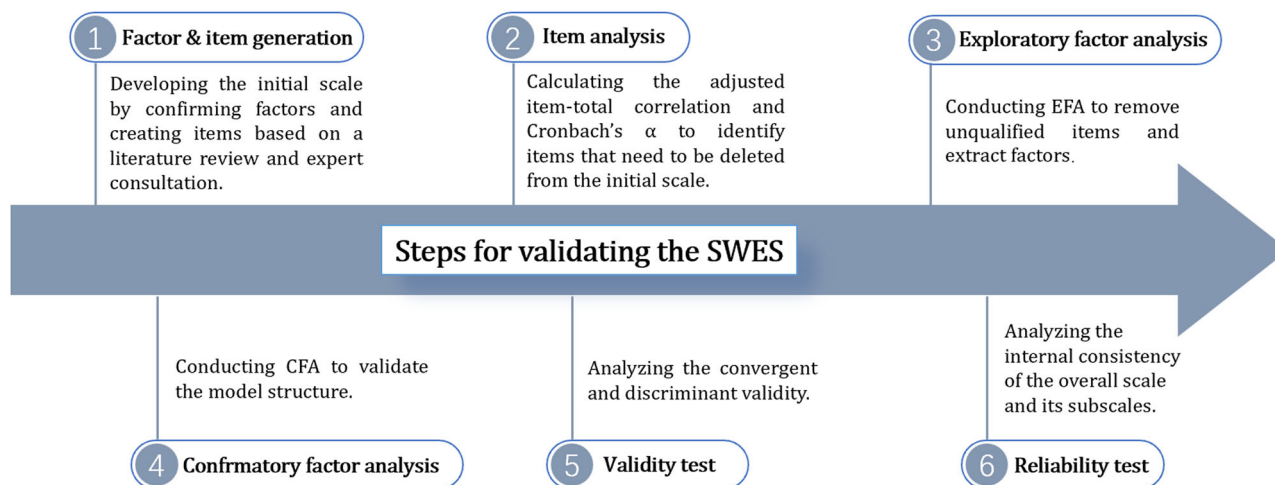 1 Factor & item generation
Developing the initial scale
by confirming factors and
creating items based on a
literature review and expert
consultation.
2 Item analysis
Calculating the adjusted
item-total correlation and
Cronbach's α to identify
items that need to be deleted
from the initial scale.
3 Exploratory factor analysis
Conducting EFA to remove
unqualified items and
extract factors.
Steps for validating the SWES
Conducting CFA to validate
the model structure.
4 Confrmatory factor analysis
Analyzing the convergent
and discriminant validity.
5 Validity test
Analyzing the
internal consistency
of the overall scale
and its subscales.
6 Reliability test